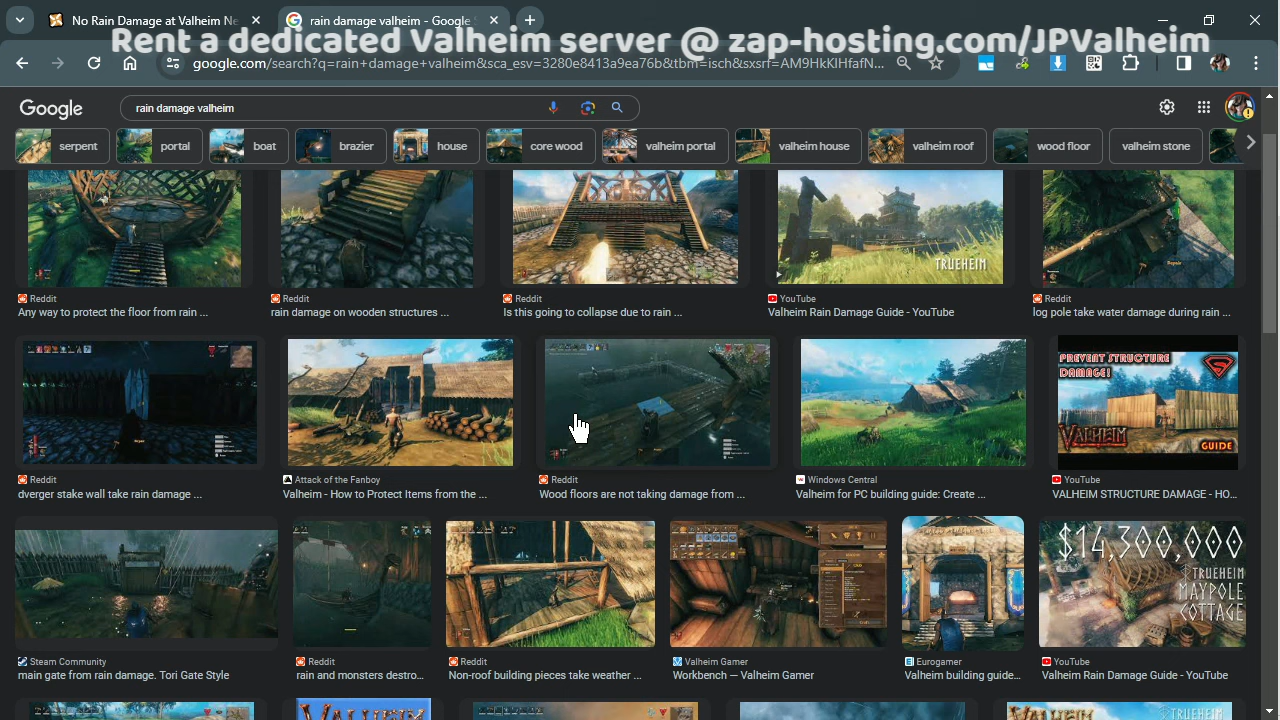 No Rain Damage at Valheim Ne
rain damage valheim - Google
Rent a dedicated Valheim server @ zap-hosting.com/JPValheim
google.com/search?q=rain+damage+valheim&sca_esv=3280e8413a9ea76b&tbm=isch&sxsrf=AM9HkKlHfafN...
Google
rain damage valheim
serpent
portal
boat
brazier
house
core wood
valheim portal
valheim house
valheim roof
wood floor
valheim stone
TRUEHEIM
Repair
Reddit
Any way to protect the floor from rain ...
Reddit
rain damage on wooden structures ...
Reddit
Is this going to collapse due to rain ...
YouTube
Valheim Rain Damage Guide - YouTube
Reddit
log pole take water damage during rain ...
PREVENT STRUCTURE
DAMAGE!
VALHEIM
GUIDE
Reddit
dverger stake wall take rain damage ...
Attack of the Fanboy
Valheim - How to Protect Items from the ...
Reddit
Wood floors are not taking damage from ...
Windows Central
Valheim for PC building guide: Create ...
YouTube
VALHEIM STRUCTURE DAMAGE - HO...
$14,300,000
TRUEHEIM
MAYPOLE
COTTAGE
Steam Community
main gate from rain damage. Tori Gate Style
Reddit
rain and monsters destro...
Reddit
Non-roof building pieces take weather ...
Valheim Gamer
Workbench — Valheim Gamer
Eurogamer
Valheim building guide...
YouTube
Valheim Rain Damage Guide - YouTube
VALHEIM
TRUEHEIM